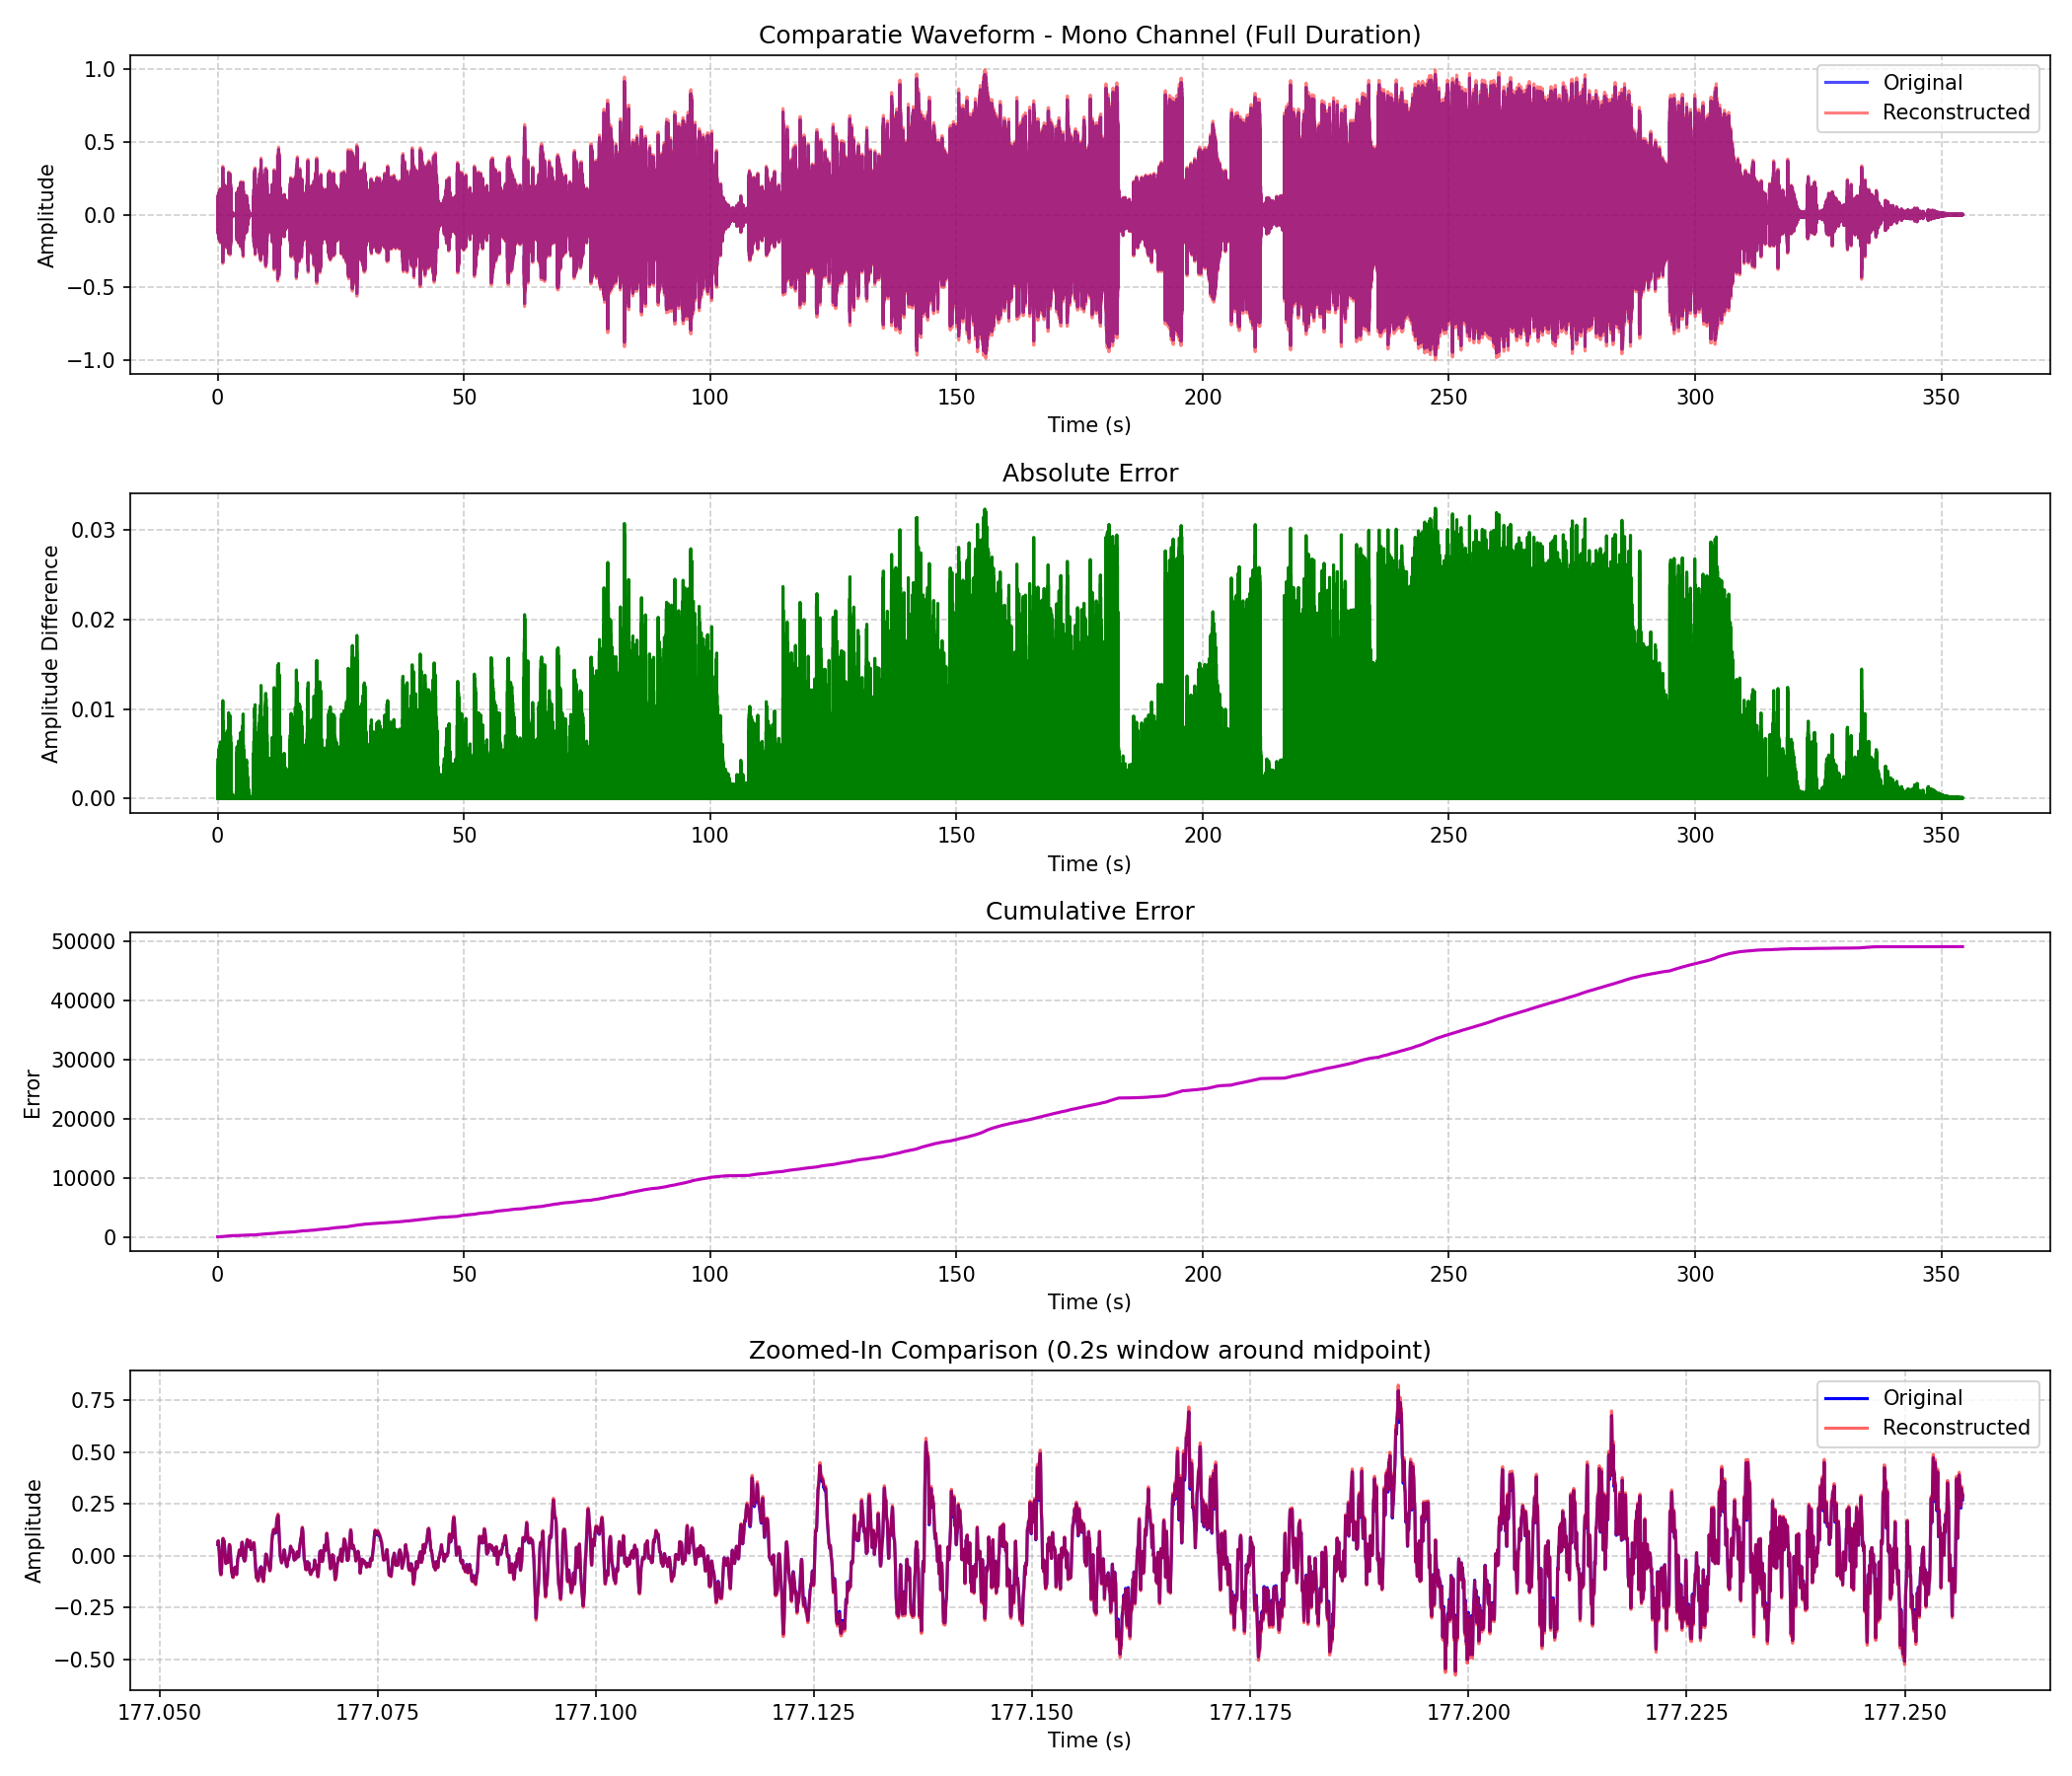 Comparatie Waveform - Mono Channel (Full Duration)
1.0
0.5
0.0
−0.5
−1.0
Amplitude
Original
Reconstructed
0 50 100 150 200 250 300 350
Time (s)
Absolute Error
0.03
0.02
0.01
0.00
Amplitude Difference
0 50 100 150 200 250 300 350
Time (s)
Cumulative Error
50000
40000
30000
20000
10000
0
Error
0 50 100 150 200 250 300 350
Time (s)
Zoomed-In Comparison (0.2s window around midpoint)
0.75
0.50
0.25
0.00
−0.25
−0.50
Amplitude
Original
Reconstructed
177.050 177.075 177.100 177.125 177.150 177.175 177.200 177.225 177.250
Time (s)